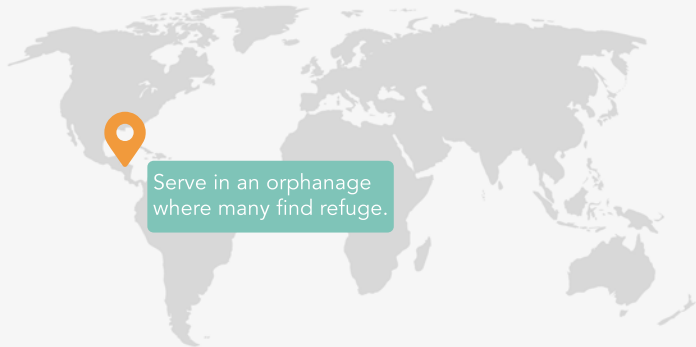 Serve in an orphanage
where many find refuge.